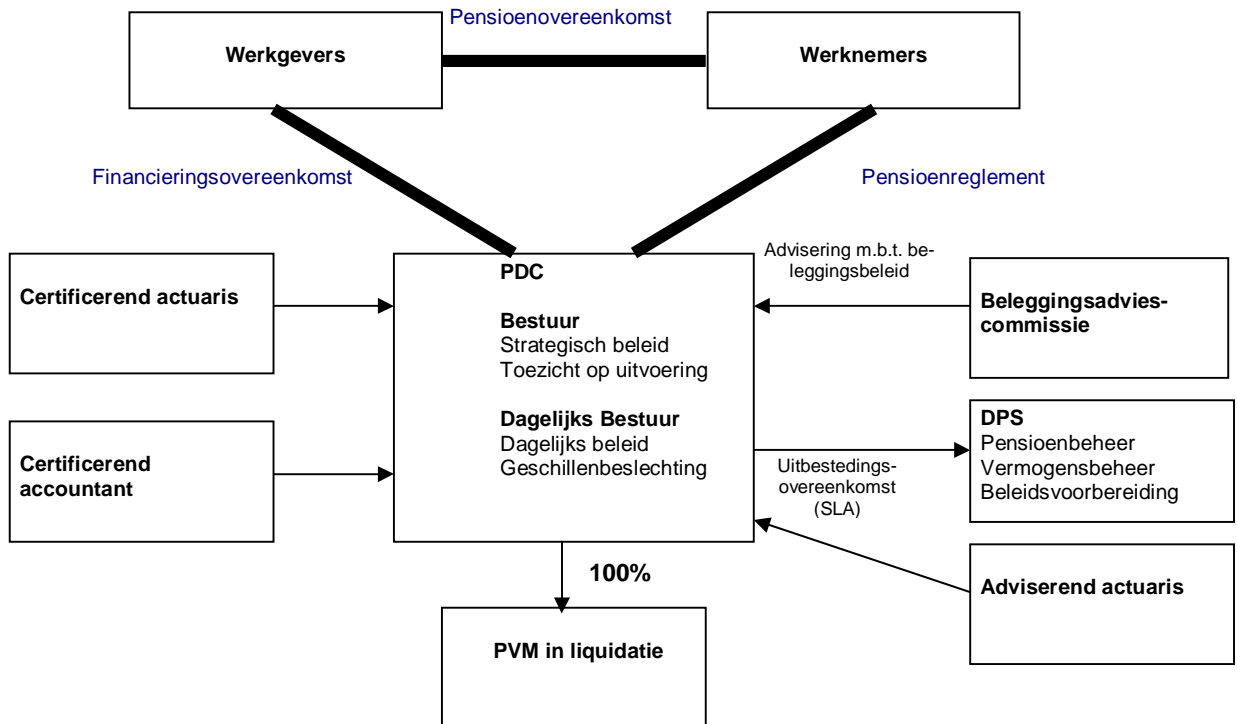 Pensioenovereenkomst
Werkgevers
Werknemers
Financieringsovereenkomst
Pensioenreglement
Certificerend actuaris
Certificerend
accountant
PDC
Bestuur
Strategisch beleid
Toezicht op uitvoering
Dagelijks Bestuur
Dagelijks beleid
Geschillenbeslechting
Advisering m.b.t. be-
leggingsbeleid
Beleggingsadvies-
commissie
DPS
Pensioenbeheer
Vermogensbeheer
Beleidsvoorbereiding
Uitbestedings-
overeenkomst
(SLA)
Adviserend actuaris
100%
PVM in liquidatie